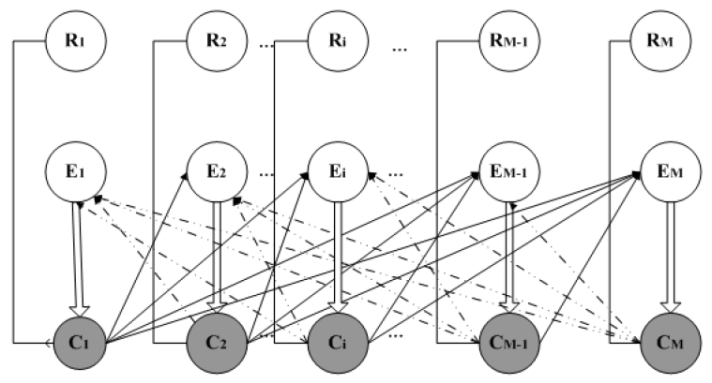 R1 R2 ... Ri ... RM-1 RM
E1 E2 ... Ei ... EM-1 EM
C1 C2 ... Ci ... CM-1 CM